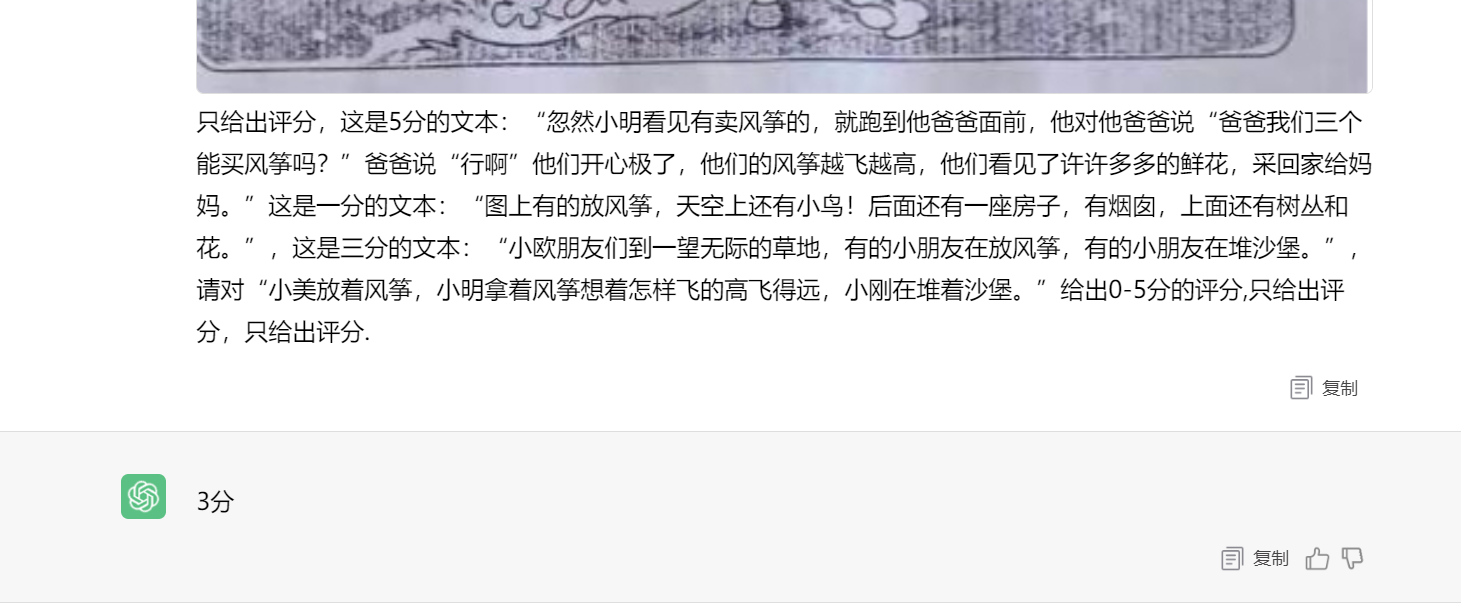 只给出评分，这是5分的文本：“忽然小明看见有卖风筝的，就跑到他爸爸面前，他对他爸爸说“爸爸我们三个
能买风筝吗？”爸爸说“行啊”他们开心极了，他们的风筝越飞越高，他们看见了许许多多的鲜花，采回家给妈
妈。”这是一分的文本：“图上有的放风筝，天空上还有小鸟！后面还有一座房子，有烟囱，上面还有树丛和
花。”，这是三分的文本：“小欧朋友们到一望无际的草地，有的小朋友在放风筝，有的小朋友在堆沙堡。”，
请对“小美放着风筝，小明拿着风筝想着怎样飞的高飞得远，小刚在堆着沙堡。”给出0-5分的评分,只给出评
分，只给出评分.
复制
3分
复制